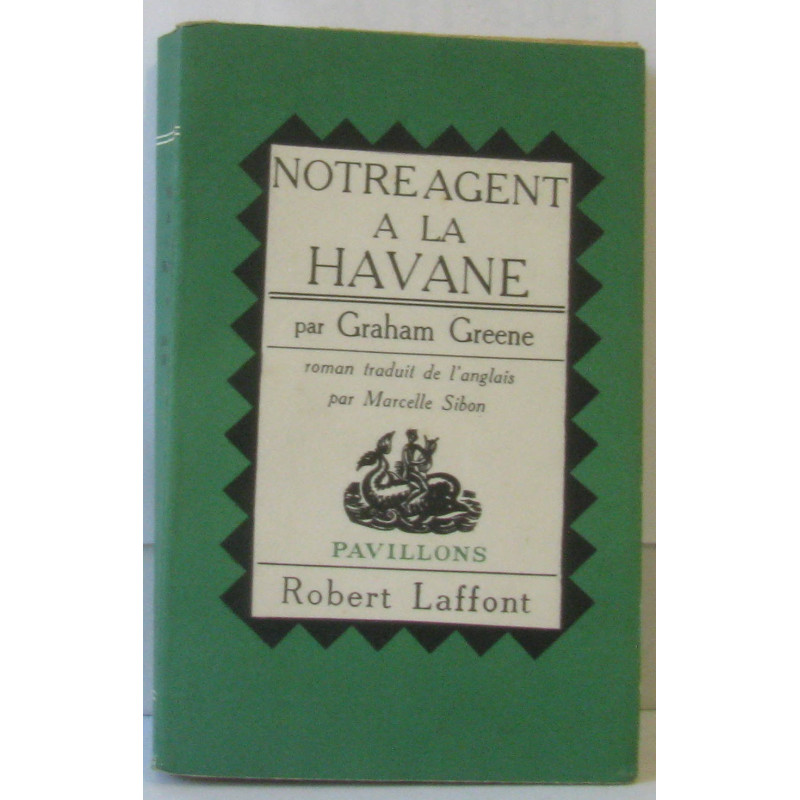 NOTRE AGENT
A LA
HAVANE
par Graham Greene
roman traduit de l'anglais
par Marcelle Sibon
PAVILLONS
Robert Laffont